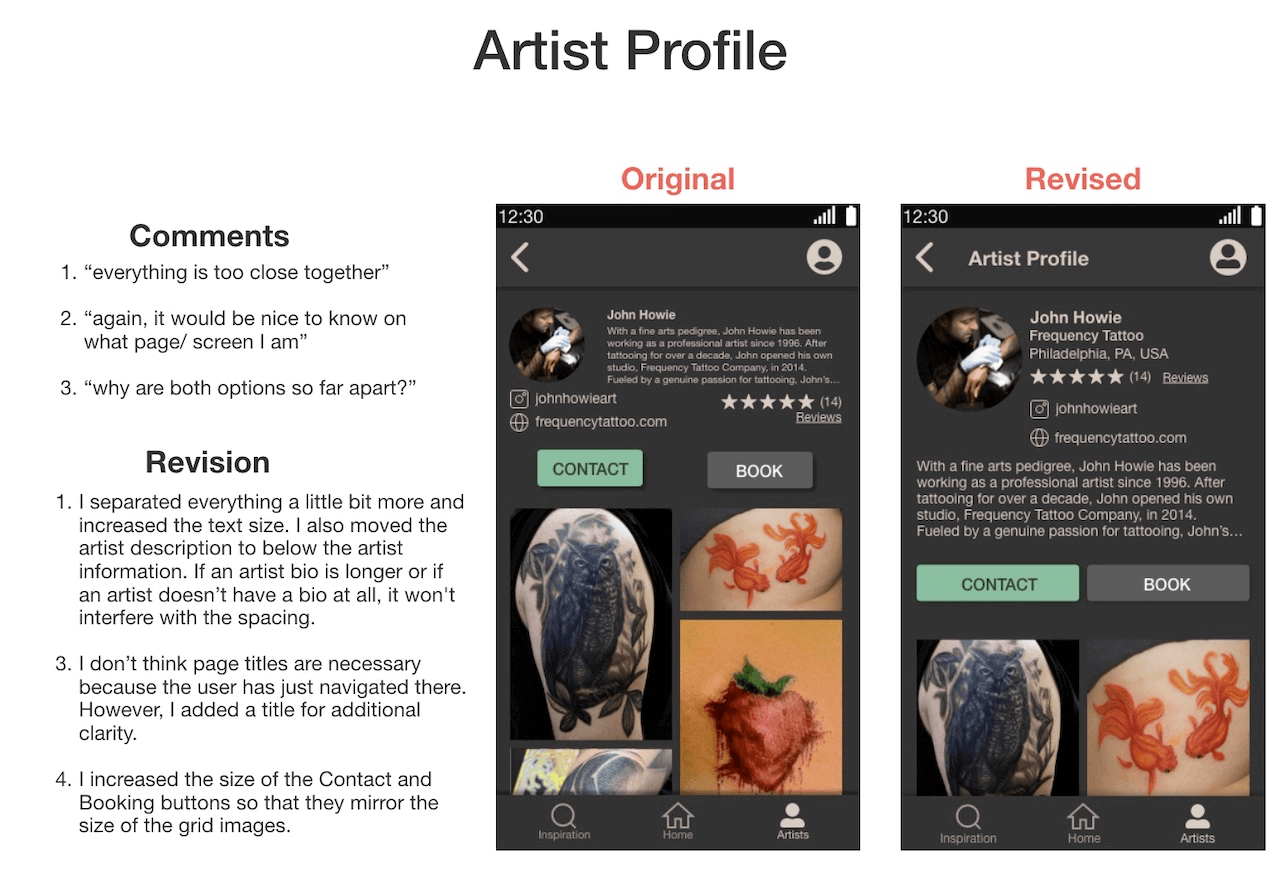 Artist Profile
Comments
1. “everything is too close together”
2. “again, it would be nice to know on
what page/ screen I am”
3. “why are both options so far apart?”
Revision
1. I separated everything a little bit more and
increased the text size. I also moved the
artist description to below the artist
information. If an artist bio is longer or if
an artist doesn’t have a bio at all, it won't
interfere with the spacing.
3. I don’t think page titles are necessary
because the user has just navigated there.
However, I added a title for additional
clarity.
4. I increased the size of the Contact and
Booking buttons so that they mirror the
size of the grid images.
Original
12:30
John Howie
With a fine arts pedigree, John Howie has been
working as a professional artist since 1996. After
tattooing for over a decade, John opened his own
studio, Frequency Tattoo Company, in 2014.
Fueled by a genuine passion for tattooing, John’s...
johnhowieart
(14)
frequencytattoo.com
Reviews
CONTACT
BOOK
Inspiration
Home
Artists
Revised
12:30
Artist Profile
John Howie
Frequency Tattoo
Philadelphia, PA, USA
(14) Reviews
johnhowieart
frequencytattoo.com
With a fine arts pedigree, John Howie has been
working as a professional artist since 1996. After
tattooing for over a decade, John opened his own
studio, Frequency Tattoo Company, in 2014.
Fueled by a genuine passion for tattooing, John’s...
CONTACT
BOOK
Inspiration
Home
Artists